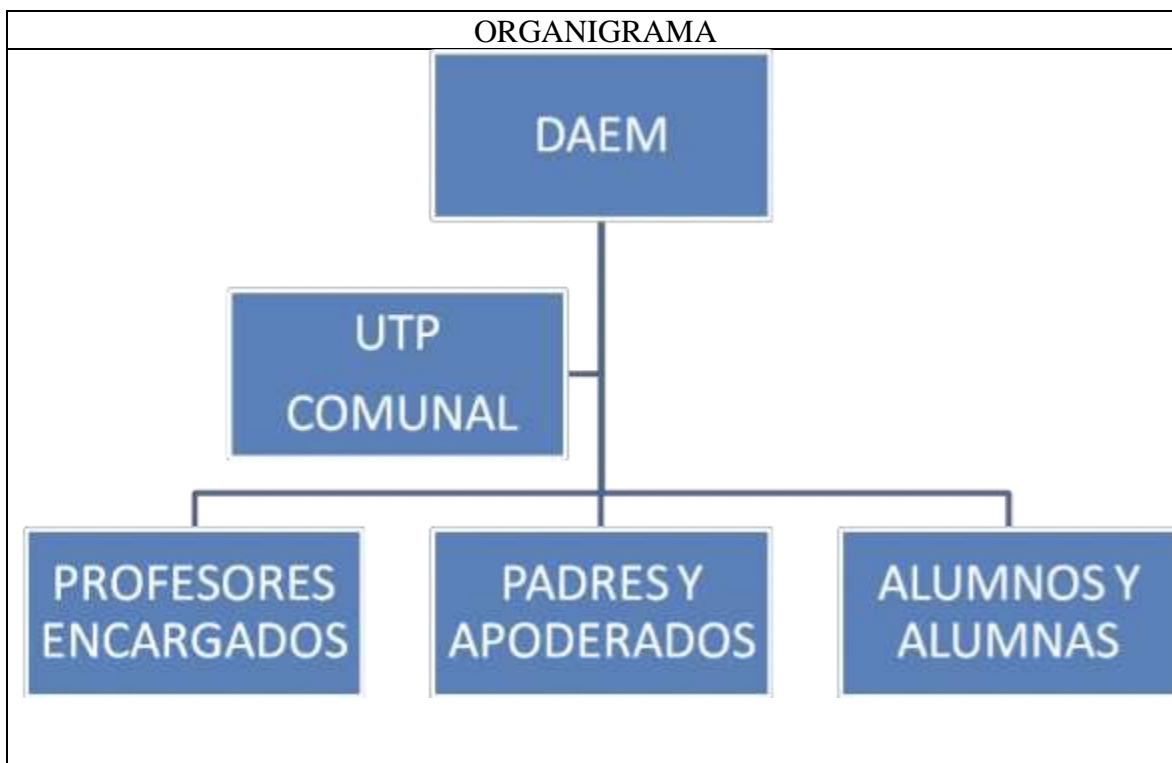 ORGANIGRAMA
DAEM
UTP
COMUNAL
PROFESORES
ENCARGADOS
PADRES Y
APODERADOS
ALUMNOS Y
ALUMNAS